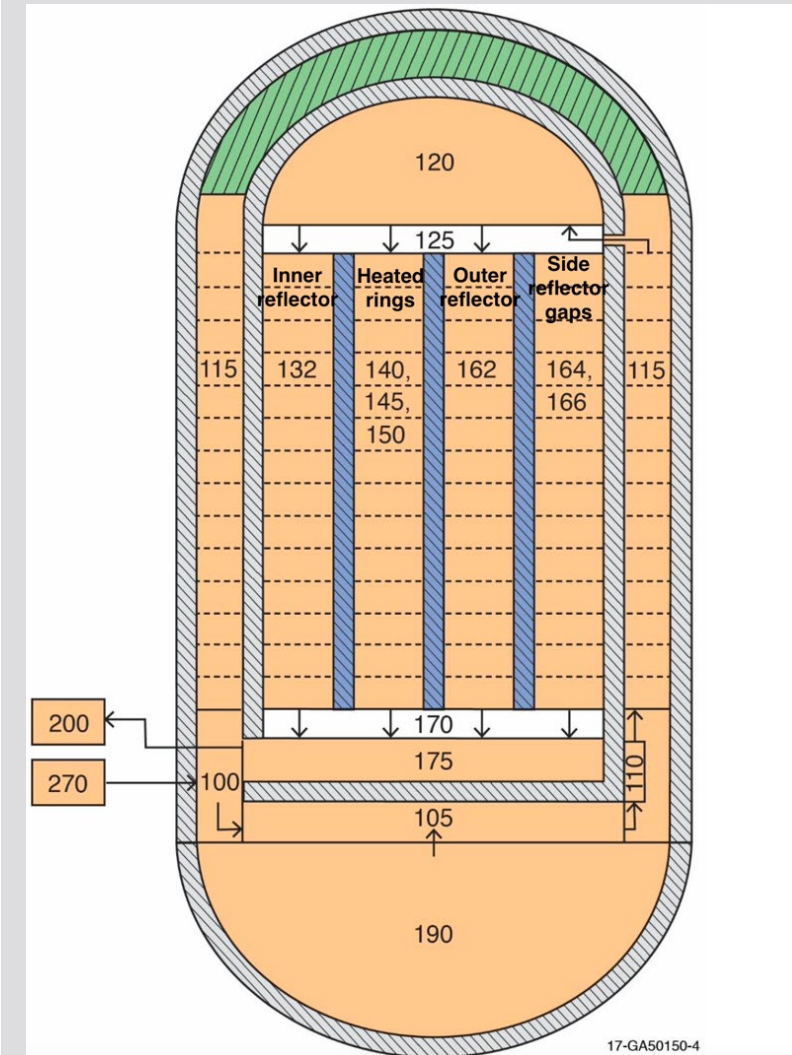 120
125
Inner
reflector
Heated
rings
Outer
reflector
Side
reflector
gaps
115
132
140,
145,
150
162
164,
166
115
200
170
175
270
100
110
105
190
17-GA50150-4